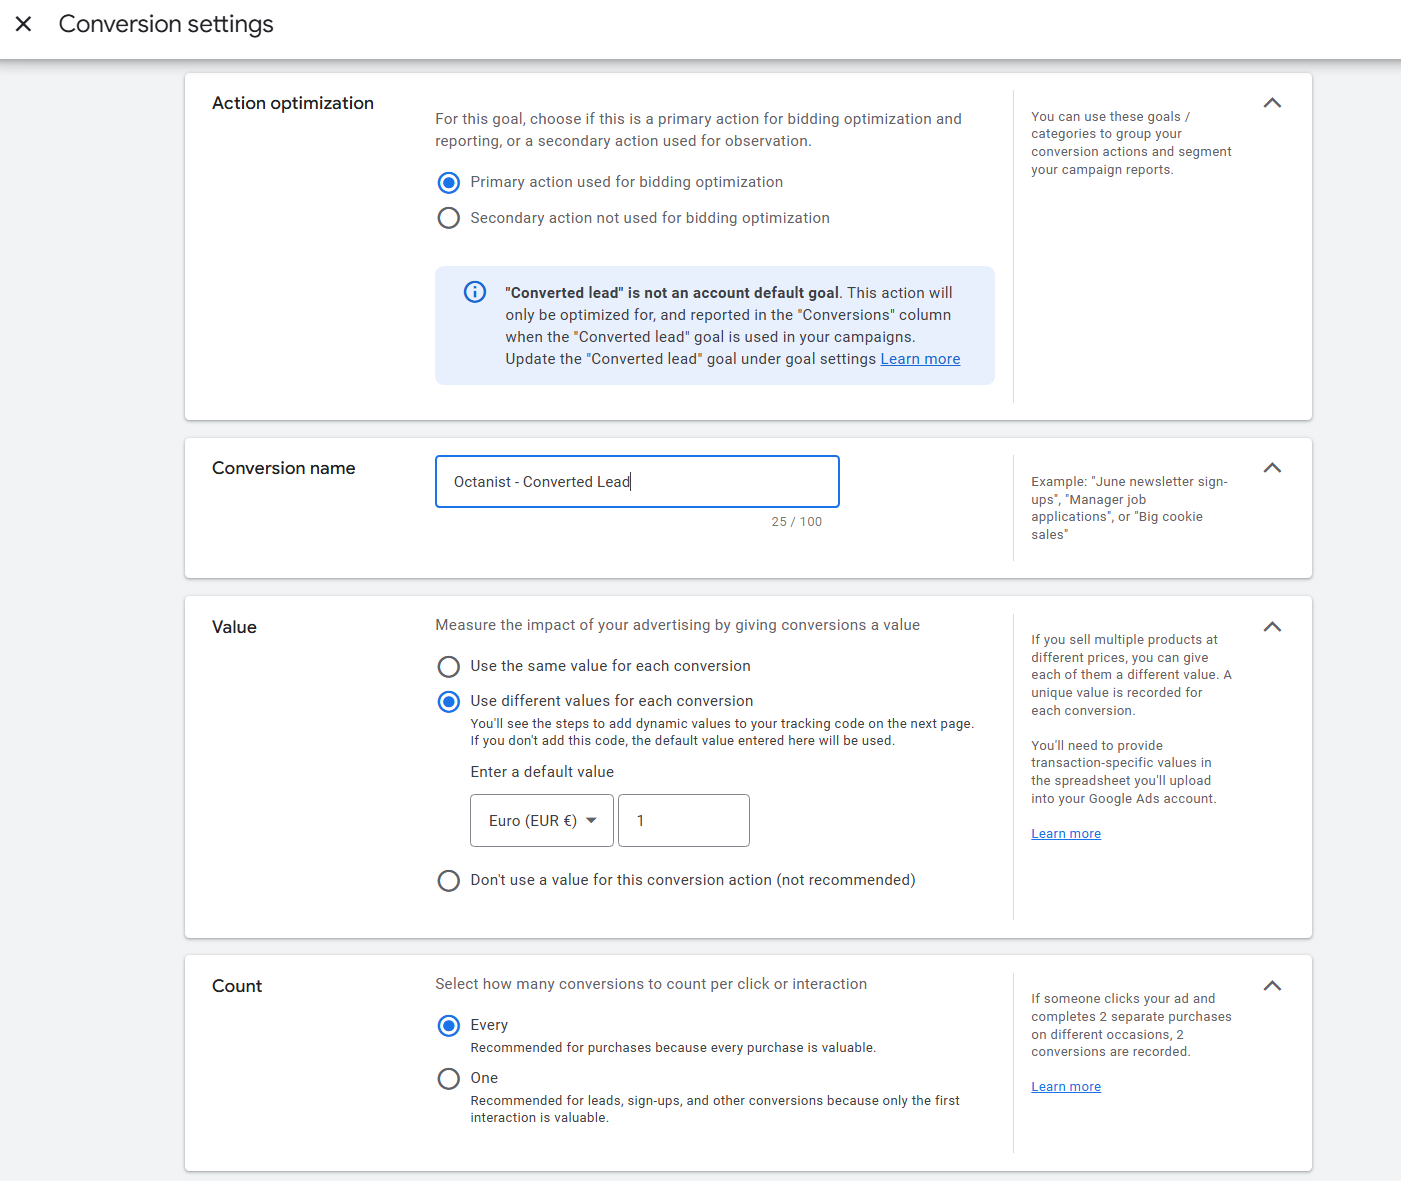 Conversion settings
Action optimization
For this goal, choose if this is a primary action for bidding optimization and
reporting, or a secondary action used for observation.
Primary action used for bidding optimization
Secondary action not used for bidding optimization
"Converted lead" is not an account default goal. This action will
only be optimized for, and reported in the "Conversions" column
when the "Converted lead" goal is used in your campaigns.
Update the "Converted lead" goal under goal settings Learn more
You can use these goals /
categories to group your
conversion actions and segment
your campaign reports.
Conversion name
Octanist - Converted Lead
25 / 100
Example: "June newsletter sign-
ups", "Manager job
applications", or "Big cookie
sales"
Value
Measure the impact of your advertising by giving conversions a value
Use the same value for each conversion
Use different values for each conversion
You'll see the steps to add dynamic values to your tracking code on the next page.
If you don't add this code, the default value entered here will be used.
Enter a default value
Euro (EUR €)
1
Don't use a value for this conversion action (not recommended)
If you sell multiple products at
different prices, you can give
each of them a different value. A
unique value is recorded for
each conversion.
You'll need to provide
transaction-specific values in
the spreadsheet you'll upload
into your Google Ads account.
Learn more
Count
Select how many conversions to count per click or interaction
Every
Recommended for purchases because every purchase is valuable.
One
Recommended for leads, sign-ups, and other conversions because only the first
interaction is valuable.
If someone clicks your ad and
completes 2 separate purchases
on different occasions, 2
conversions are recorded.
Learn more